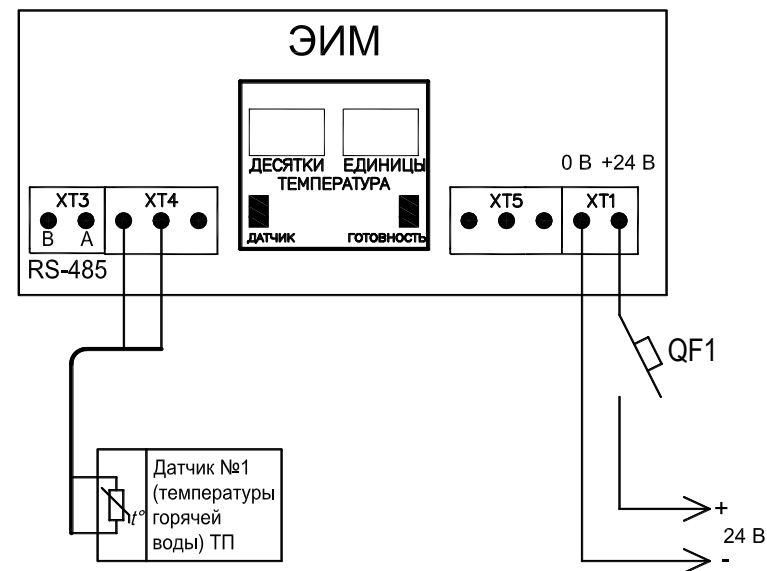 ЭИМ
ДЕСЯТКИ ЕДИНИЦЫ
ТЕМПЕРАТУРА
ДАТЧИК ГОТОВНОСТЬ
0 В +24 В
XT3 XT4 XT5 XT1
B A
RS-485
QF1
Датчик №1
(температуры
горячей
воды) ТП
t°
+
24 В
-